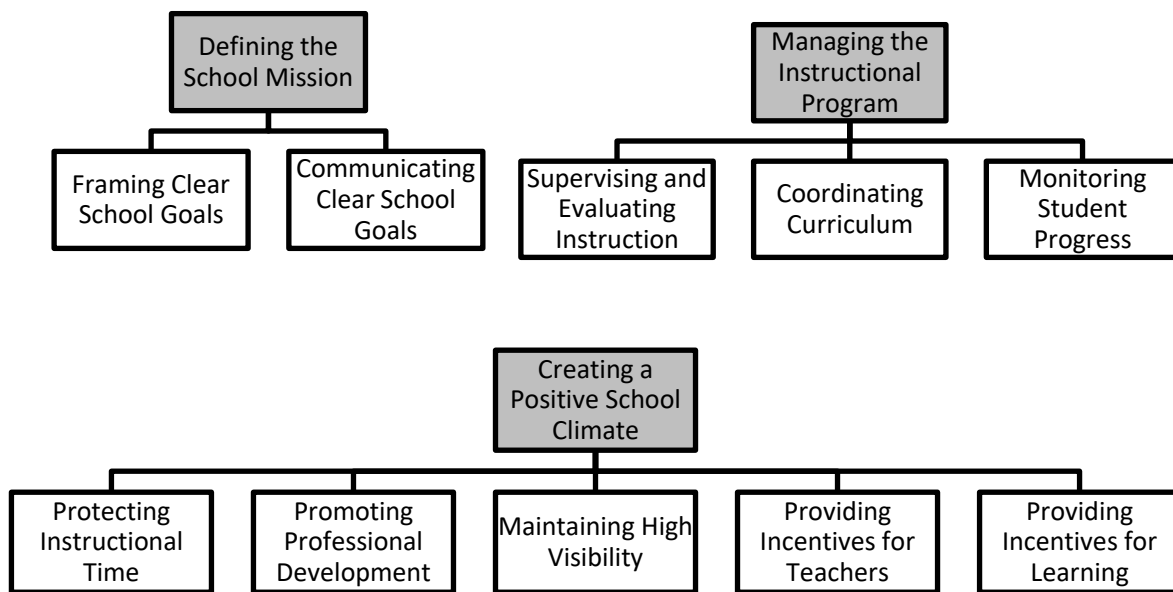 Defining the
School Mission
Framing Clear
School Goals
Communicating
Clear School
Goals
Managing the
Instructional
Program
Supervising and
Evaluating
Instruction
Coordinating
Curriculum
Monitoring
Student
Progress
Creating a
Positive School
Climate
Protecting
Instructional
Time
Promoting
Professional
Development
Maintaining High
Visibility
Providing
Incentives for
Teachers
Providing
Incentives for
Learning